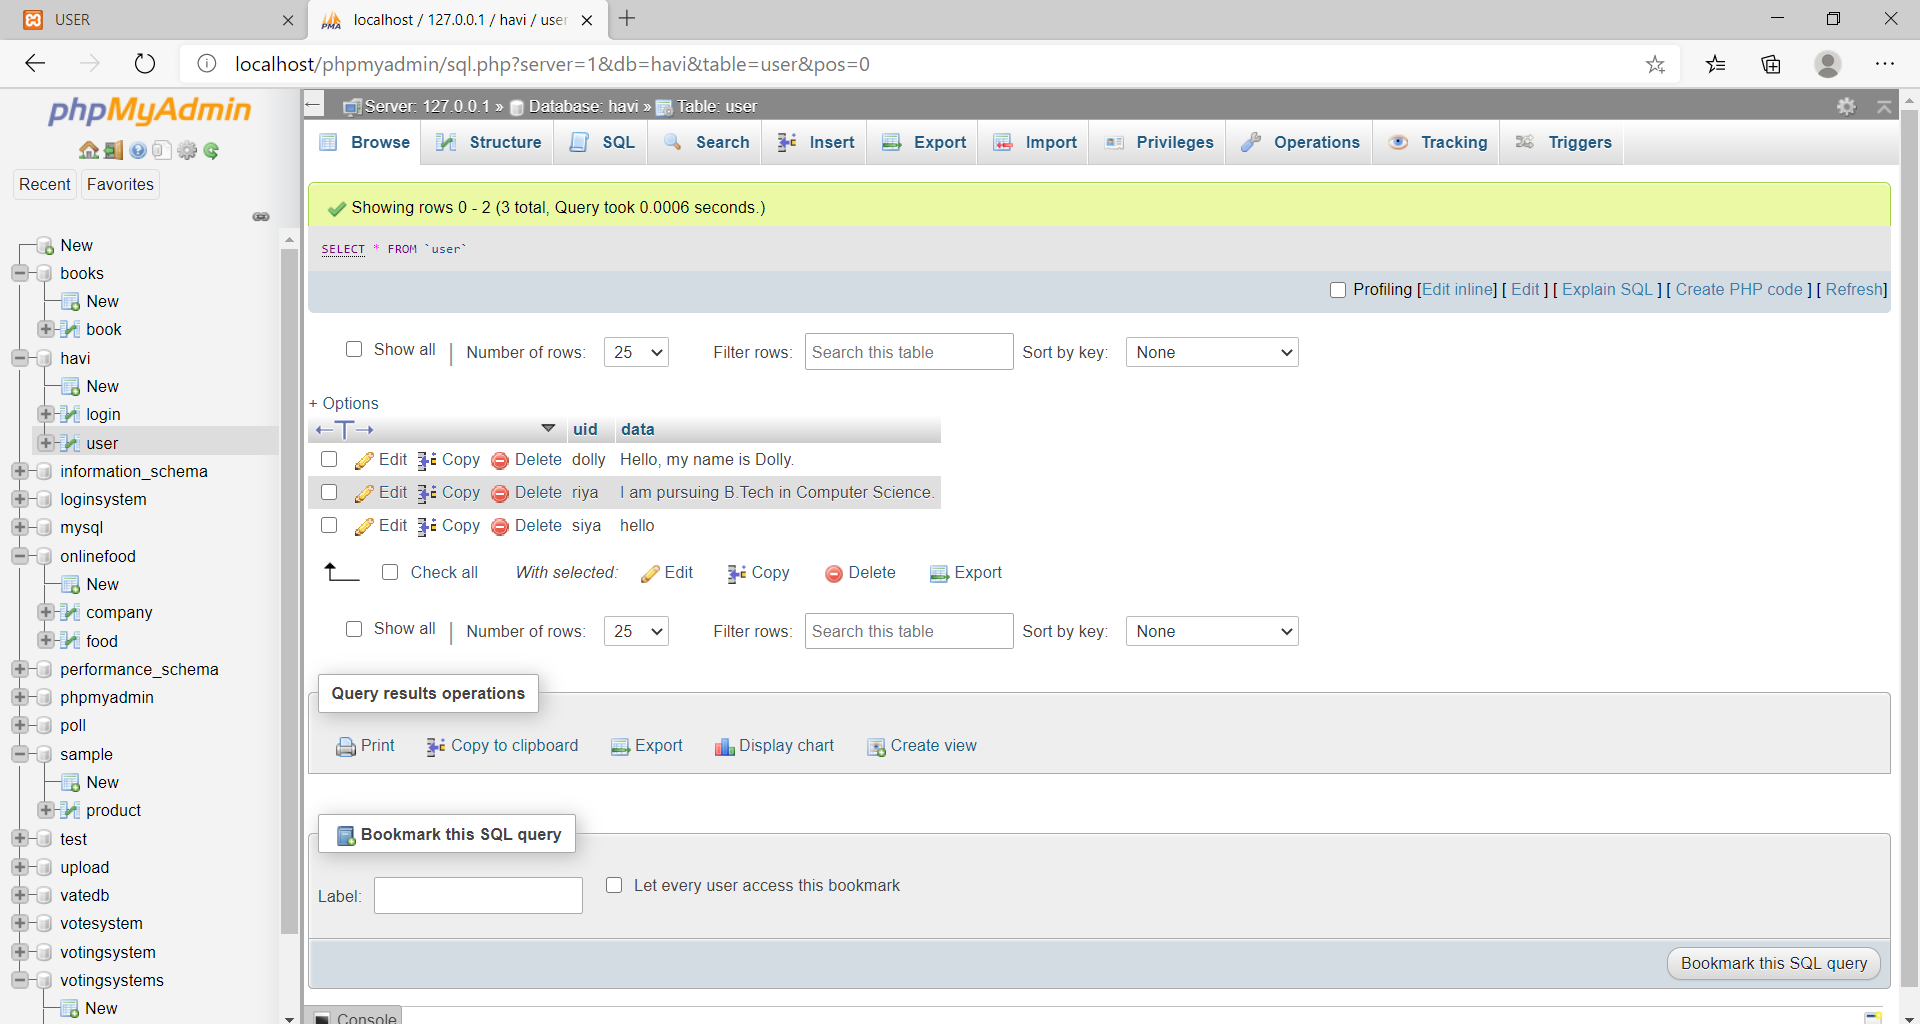 USER
localhost / 127.0.0.1 / havi / user
localhost/phpmyadmin/sql.php?server=1&db=havi&table=user&pos=0
phpMyAdmin
Recent
Favorites
New
books
New
book
havi
New
login
user
information_schema
loginsystem
mysql
onlinefood
New
company
food
performance_schema
phpmyadmin
poll
sample
New
product
test
upload
vatedb
votesystem
votingsystem
votingsystems
New
Server: 127.0.0.1 » Database: havi » Table: user
Browse Structure SQL Search Insert Export Import Privileges Operations Tracking Triggers
Showing rows 0 - 2 (3 total, Query took 0.0006 seconds.)
SELECT * FROM `user`
Profiling [Edit inline] [ Edit ] [ Explain SQL ] [ Create PHP code ] [ Refresh]
Show all | Number of rows: 25 Filter rows: Search this table Sort by key: None
+ Options
←T→ uid data
Edit Copy Delete dolly Hello, my name is Dolly.
Edit Copy Delete riya I am pursuing B.Tech in Computer Science.
Edit Copy Delete siya hello
Check all With selected: Edit Copy Delete Export
Show all | Number of rows: 25 Filter rows: Search this table Sort by key: None
Query results operations
Print Copy to clipboard Export Display chart Create view
Bookmark this SQL query
Label: Let every user access this bookmark
Bookmark this SQL query
Console